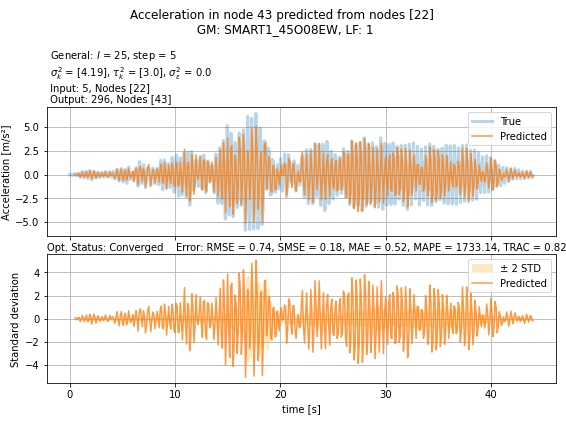 Acceleration in node 43 predicted from nodes [22]
GM: SMART1_45O08EW, LF: 1
General: l = 25, step = 5
σ²ₖ = [4.19], τ²ₖ = [3.0], σ²ε = 0.0
Input: 5, Nodes [22]
Output: 296, Nodes [43]
Acceleration [m/s²]
5.0
2.5
0.0
−2.5
−5.0
True
Predicted
Opt. Status: Converged Error: RMSE = 0.74, SMSE = 0.18, MAE = 0.52, MAPE = 1733.14, TRAC = 0.82
Standard deviation
4
2
0
−2
−4
± 2 STD
Predicted
0 10 20 30 40
time [s]